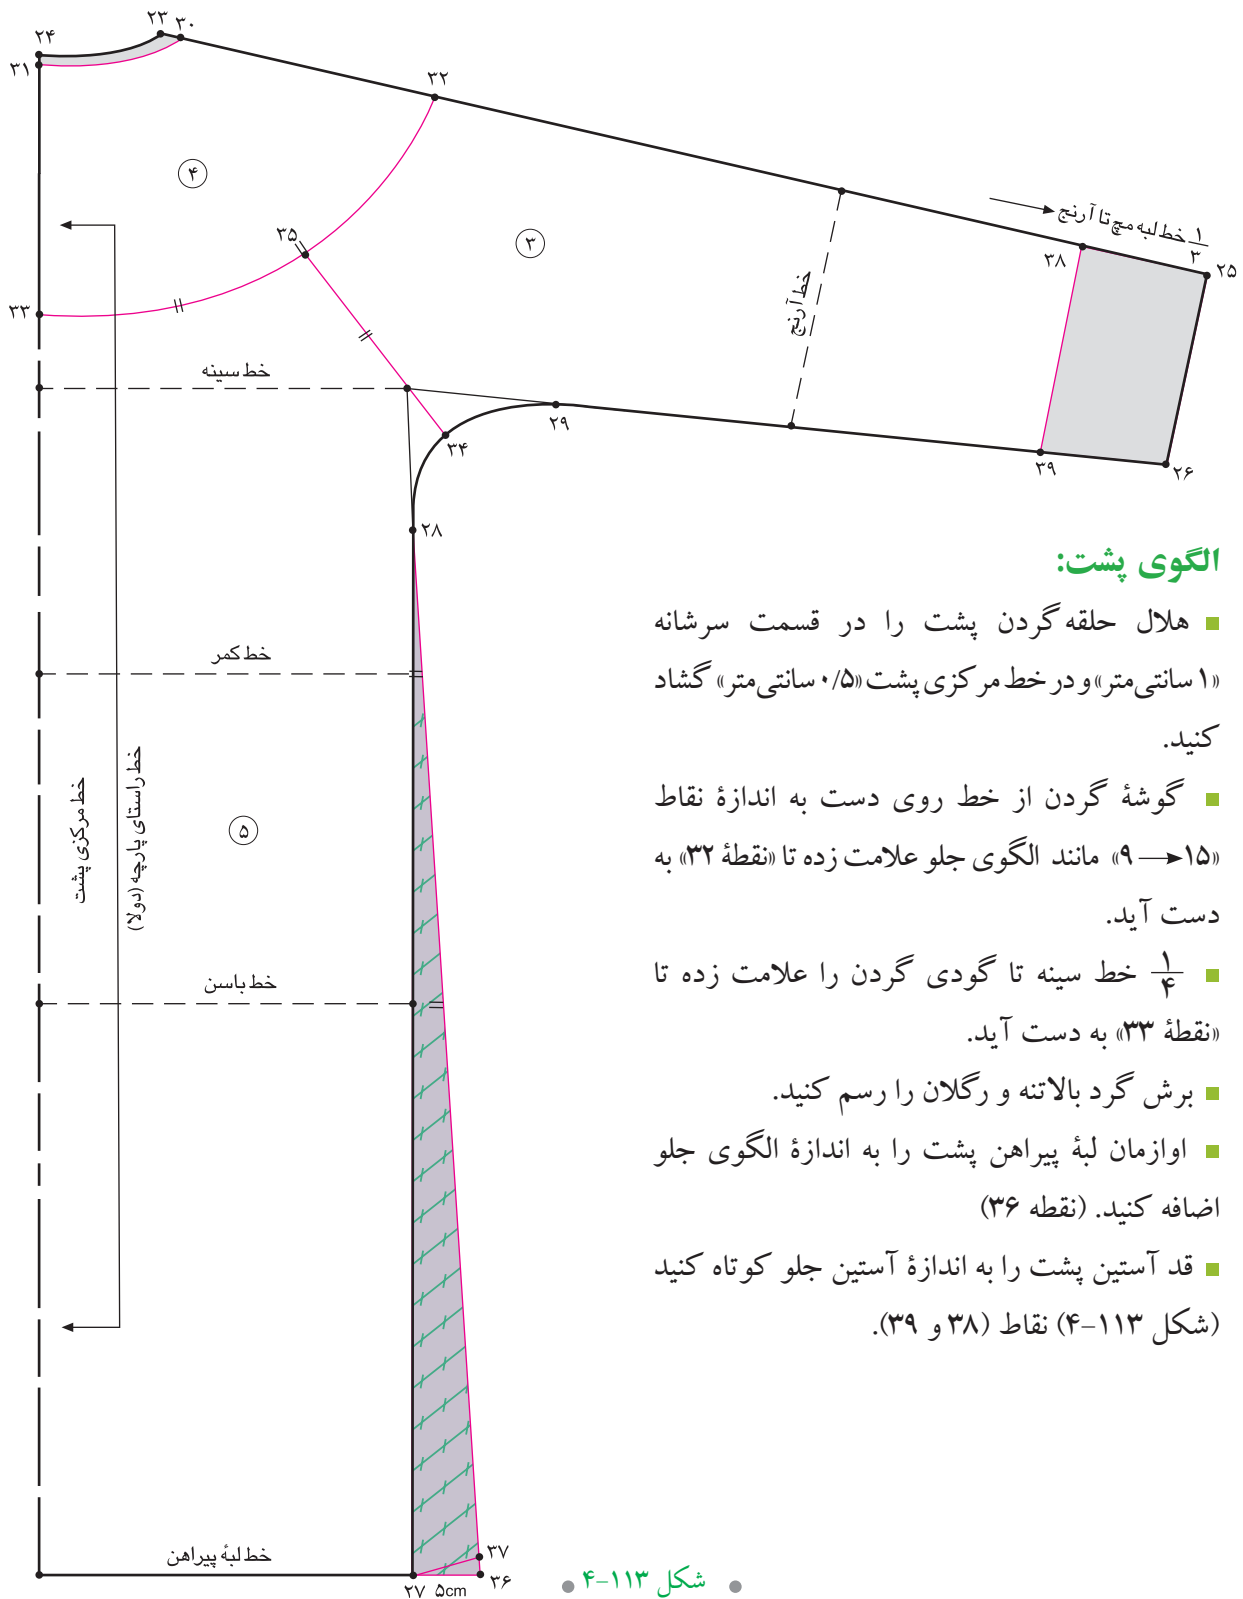 ۲۳
۳۰
۲۴
۳۱
۳۲
۴
۳۵
۳
۱/۳ خط لبه مچ تا آرنج
۳۸
۲۵
خط آرنج
۳۳
خط سینه
۲۹
۳۴
۳۹
۲۶
۲۸
خط کمر
خط مرکزی پشت
خط راستای پارچه (دولا)
۵
خط باسن
خط لبهٔ پیراهن
۳۷
۳۶
۲۷
۵cm
الگوی پشت:
هلال حلقه گردن پشت را در قسمت سرشانه
«۱ سانتی‌متر» و در خط مرکزی پشت «۰/۵ سانتی‌متر» گشاد
کنید.
گوشهٔ گردن از خط روی دست به اندازهٔ نقاط
«۱۵ ← ۹» مانند الگوی جلو علامت زده تا «نقطهٔ ۳۲» به
دست آید.
۱/۴ خط سینه تا گودی گردن را علامت زده تا
«نقطهٔ ۳۳» به دست آید.
برش گرد بالاتنه و رگلان را رسم کنید.
اوازمان لبهٔ پیراهن پشت را به اندازهٔ الگوی جلو
اضافه کنید. (نقطه ۳۶)
قد آستین پشت را به اندازهٔ آستین جلو کوتاه کنید
(شکل ۱۱۳–۴) نقاط (۳۸ و ۳۹).
شکل ۱۱۳–۴